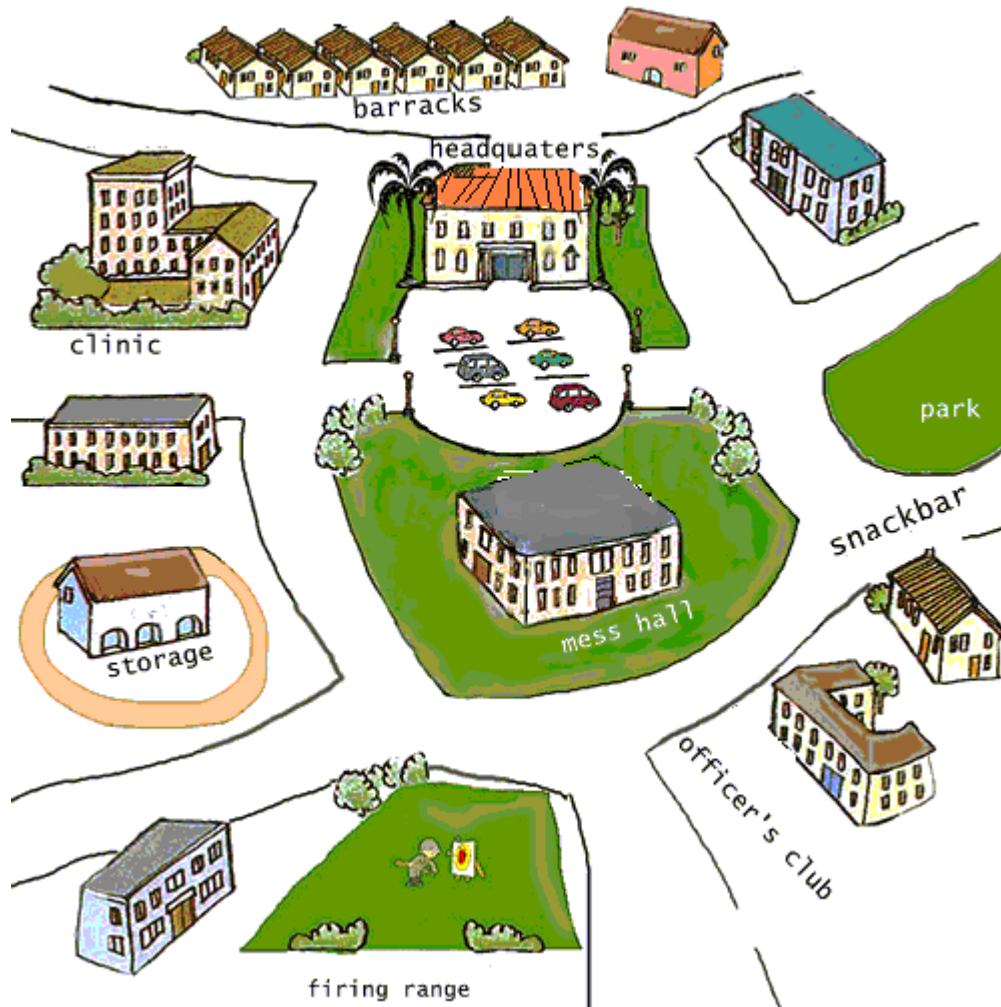 barracks
headquaters
clinic
park
snackbar
mess hall
storage
officer's club
firing range